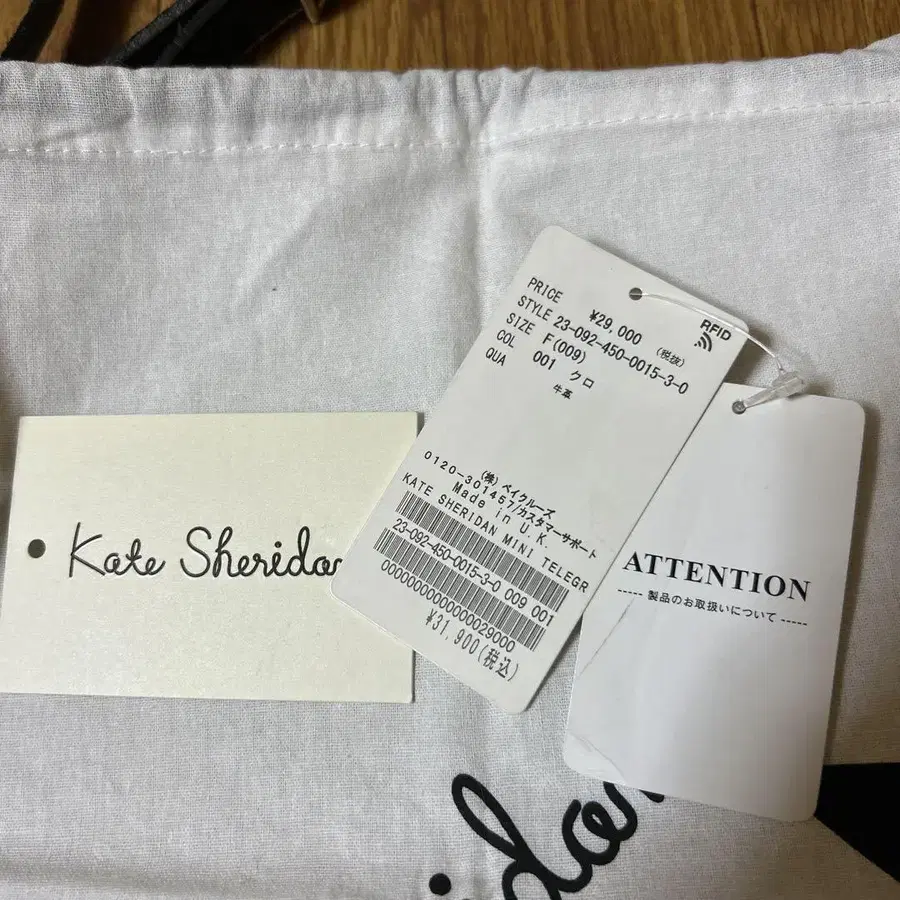 Kate Sheridan
PRICE ¥29,000 (税抜)
STYLE 23-092-450-0015-3-0
SIZE F(009)
COL 001 クロ
QUA 牛革
RFID
(株) ベイクルーズ
0120-301457/カスタマーサポート
Made in U.K.
KATE SHERIDAN MINI TELEGR
23-092-450-0015-3-0 009 001
0000000000000029000
¥31,900(税込)
ATTENTION
----- 製品のお取扱いについて -----
idan